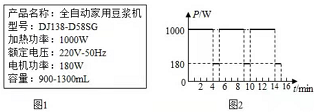 产品名称：全自动家用豆浆机
型号：DJ138-D58SG
加热功率：1000W
额定电压：220V-50Hz
电机功率：180W
容量：900-1300mL
图1
P/W
1000
180
0
2
4
6
8
10
12
14
16
t/min
图2